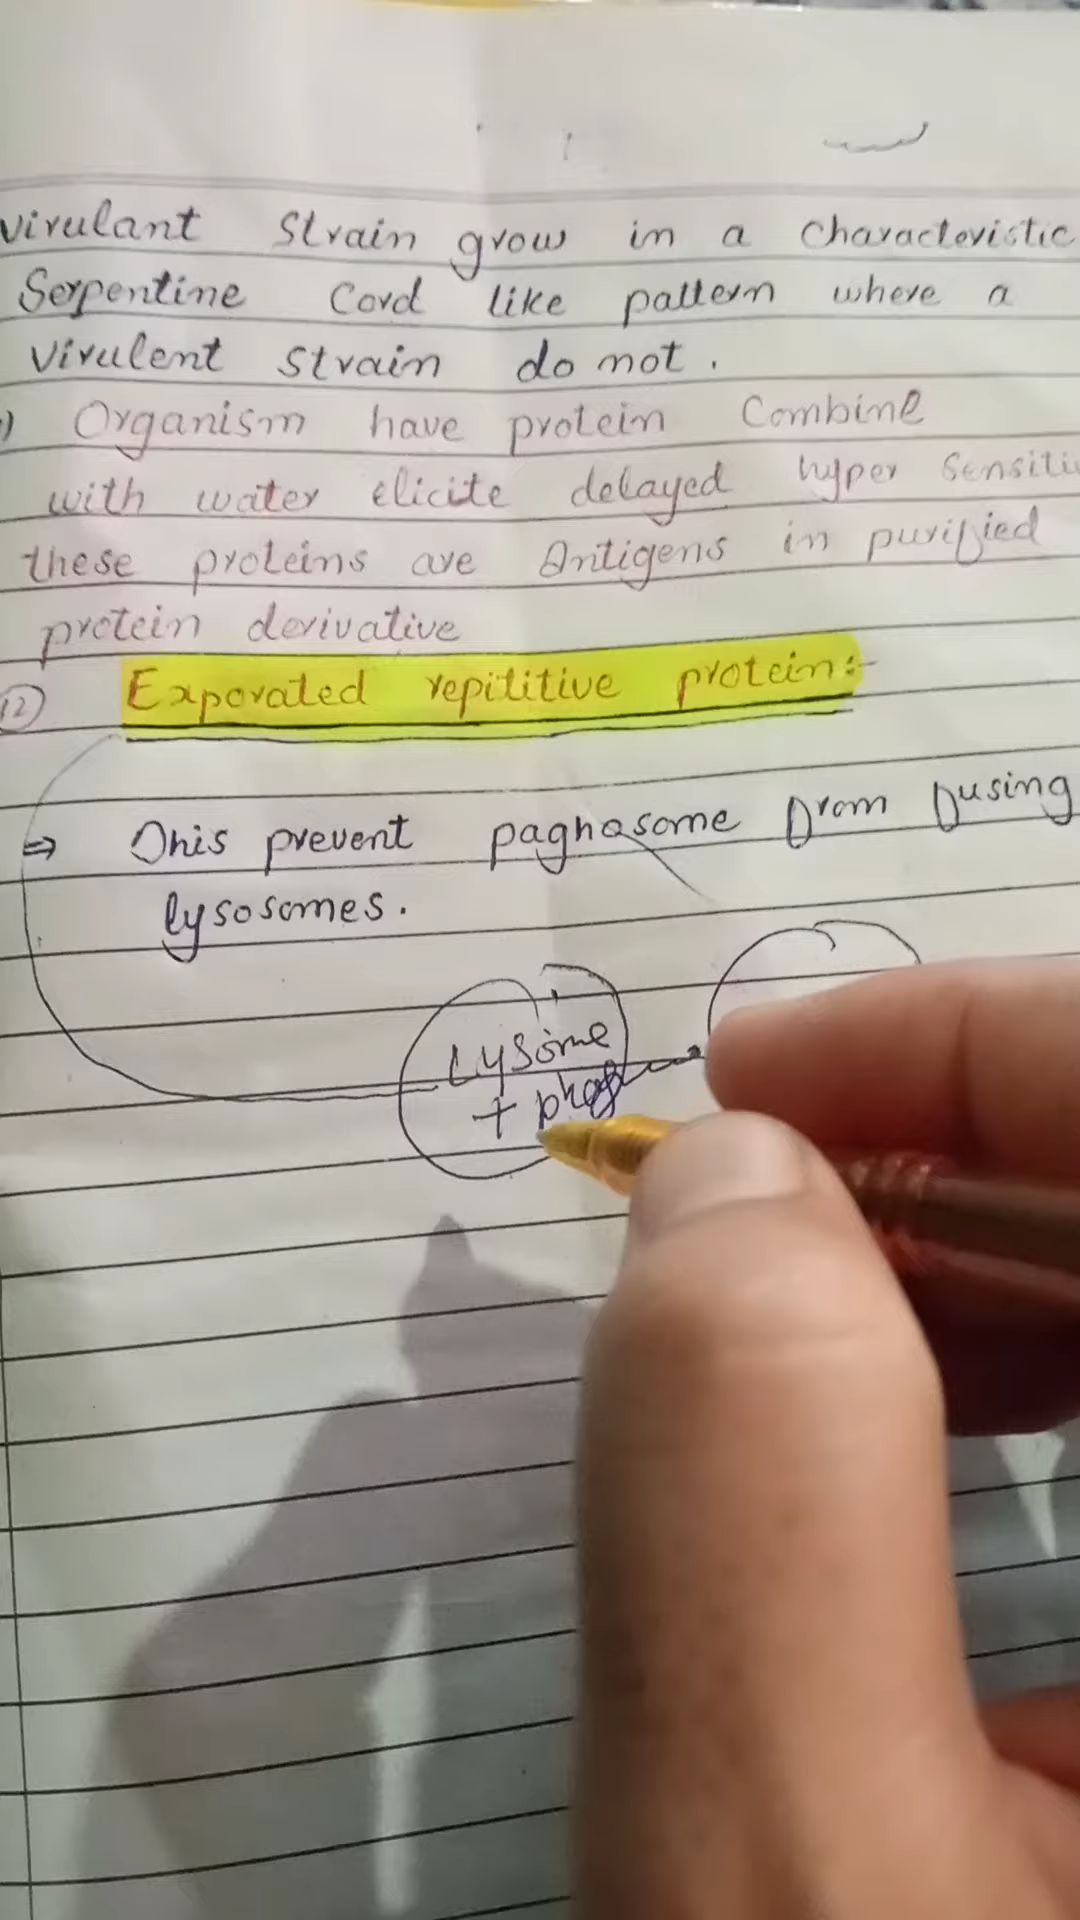 virulant strain grow in a characteristic
Serpentine Cord like pattern where a
virulent strain do not.
Organism have protein Combine
with water elicite delayed hyper sensiti
these proteins are Antigens in purified
protein derivative
12 Exporated repititive protein:-
⇒ This prevent paghosome from fusing
lysosomes.
Lysome
+ phag